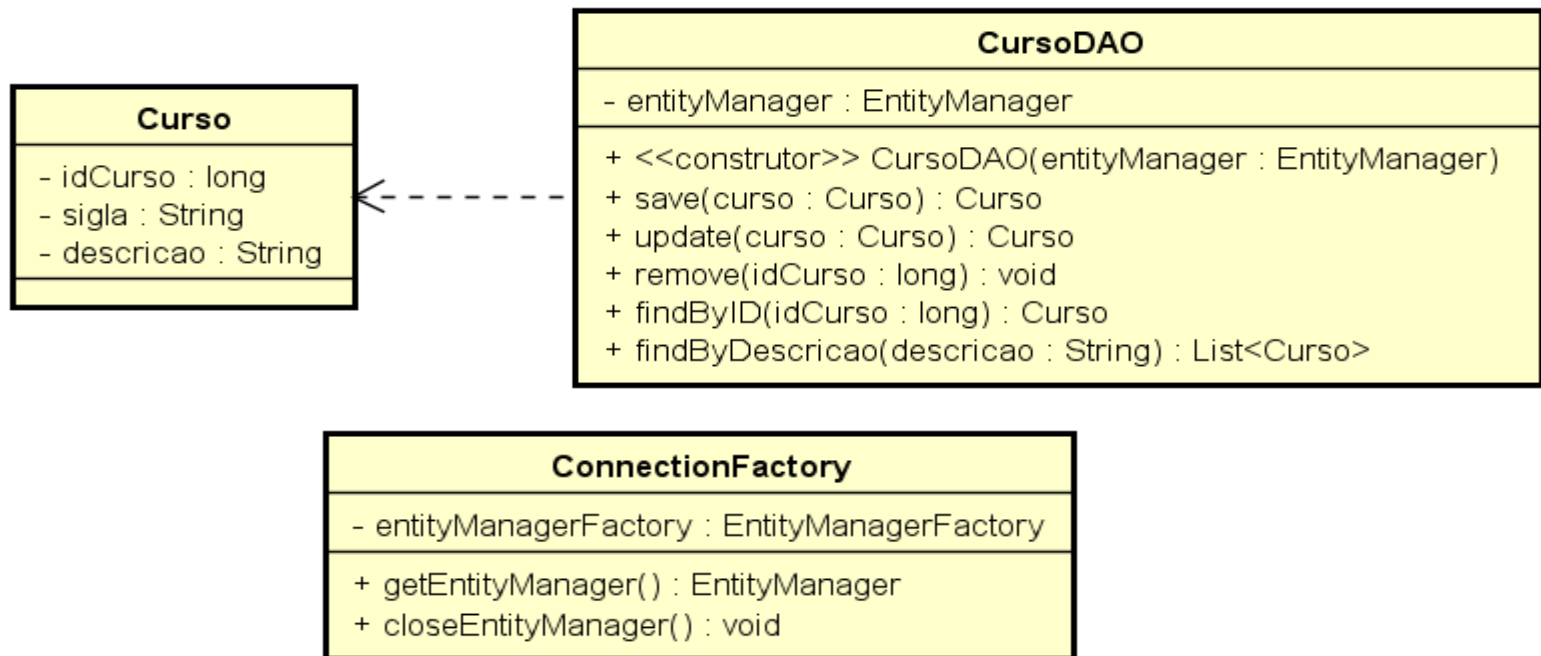 Curso
- idCurso : long
- sigla : String
- descricao : String
CursoDAO
- entityManager : EntityManager
+ <<construtor>> CursoDAO(entityManager : EntityManager)
+ save(curso : Curso) : Curso
+ update(curso : Curso) : Curso
+ remove(idCurso : long) : void
+ findByID(idCurso : long) : Curso
+ findByDescricao(descricao : String) : List<Curso>
ConnectionFactory
- entityManagerFactory : EntityManagerFactory
+ getEntityManager() : EntityManager
+ closeEntityManager() : void